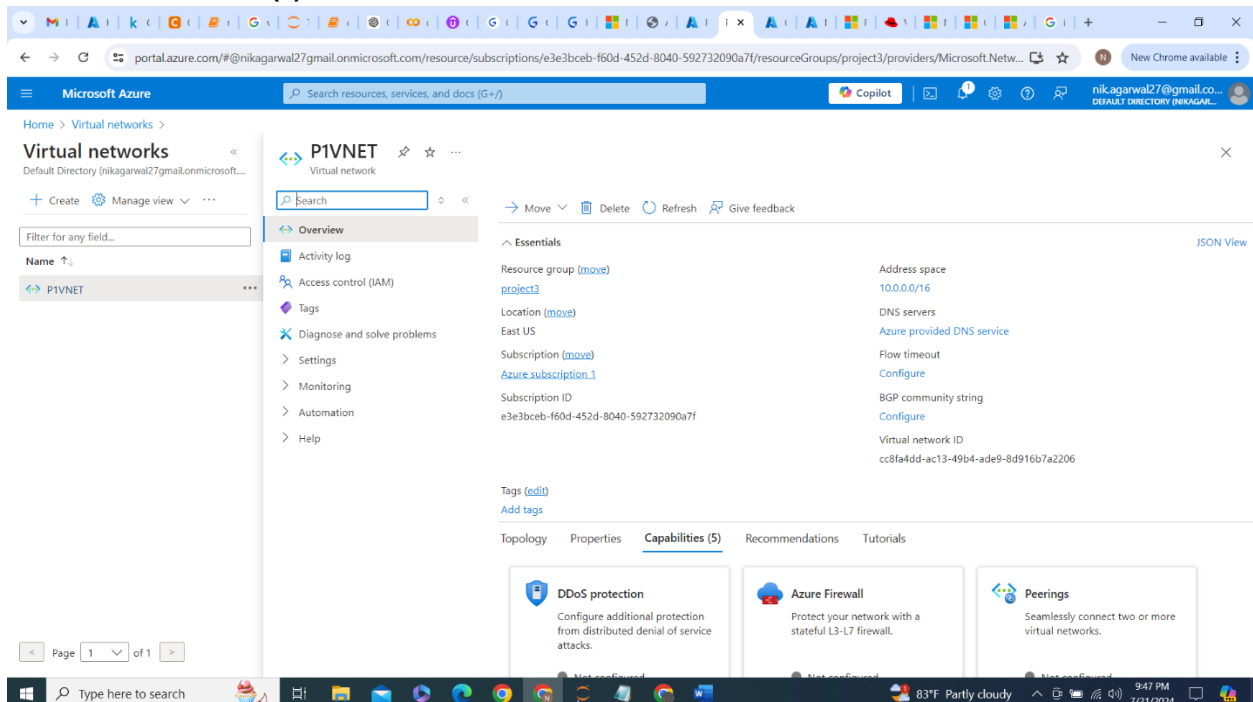 portal.azure.com/#@nikagarwal27gmail.onmicrosoft.com/resource/subscriptions/e3e3bceb-f60d-452d-8040-592732090a7f/resourceGroups/project3/providers/Microsoft.Netw...
N
New Chrome available
Microsoft Azure
Search resources, services, and docs (G+/)
Copilot
nik.agarwal27@gmail.co...
DEFAULT DIRECTORY (NIKAGAR...
Home > Virtual networks >
Virtual networks
Default Directory (nikagarwal27gmail.onmicrosoft....
+ Create
Manage view
Filter for any field...
Name
P1VNET
Page 1 of 1
P1VNET
Virtual network
Search
Overview
Activity log
Access control (IAM)
Tags
Diagnose and solve problems
Settings
Monitoring
Automation
Help
Move
Delete
Refresh
Give feedback
Essentials
JSON View
Resource group (move)
project3
Location (move)
East US
Subscription (move)
Azure subscription 1
Subscription ID
e3e3bceb-f60d-452d-8040-592732090a7f
Address space
10.0.0.0/16
DNS servers
Azure provided DNS service
Flow timeout
Configure
BGP community string
Configure
Virtual network ID
cc8fa4dd-ac13-49b4-ade9-8d916b7a2206
Tags (edit)
Add tags
Topology
Properties
Capabilities (5)
Recommendations
Tutorials
DDoS protection
Configure additional protection
from distributed denial of service
attacks.
Not configured
Azure Firewall
Protect your network with a
stateful L3-L7 firewall.
Not configured
Peerings
Seamlessly connect two or more
virtual networks.
Not configured
Type here to search
83°F Partly cloudy
9:47 PM
7/21/2024